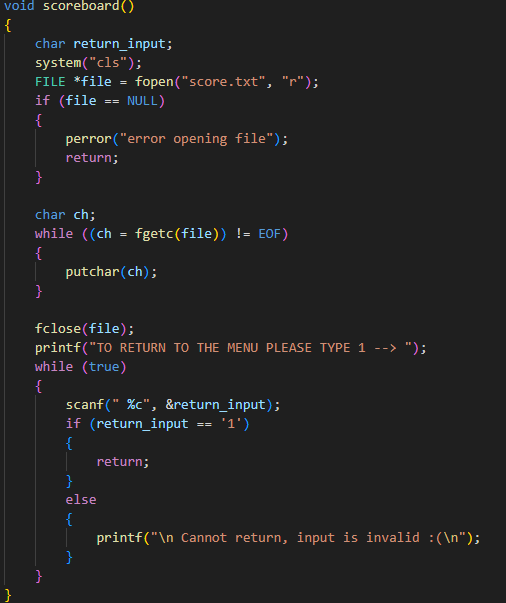 void scoreboard()
{
    char return_input;
    system("cls");
    FILE *file = fopen("score.txt", "r");
    if (file == NULL)
    {
        perror("error opening file");
        return;
    }

    char ch;
    while ((ch = fgetc(file)) != EOF)
    {
        putchar(ch);
    }

    fclose(file);
    printf("TO RETURN TO THE MENU PLEASE TYPE 1 --> ");
    while (true)
    {
        scanf(" %c", &return_input);
        if (return_input == '1')
        {
            return;
        }
        else
        {
            printf("\n Cannot return, input is invalid :(\n");
        }
    }
}